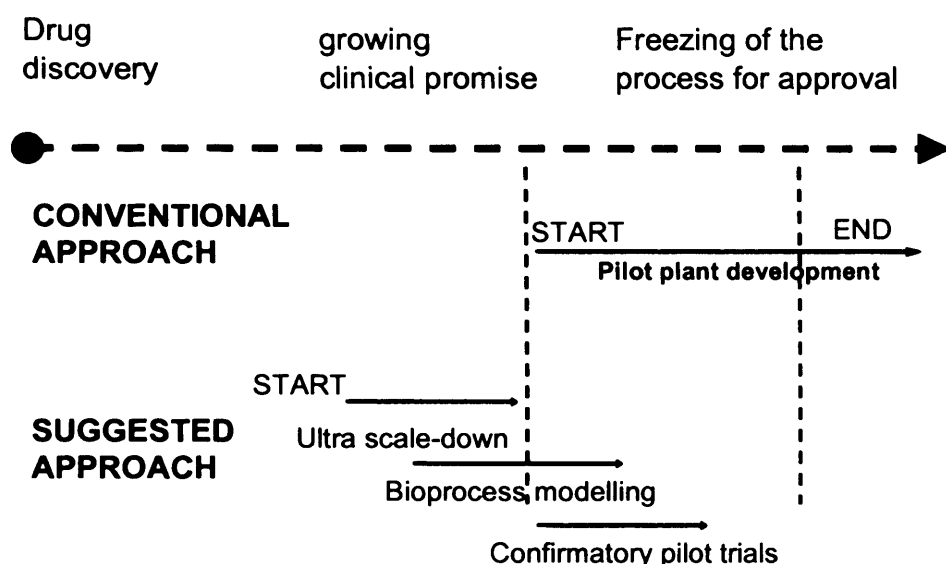 Drug
discovery
growing
clinical promise
Freezing of the
process for approval
CONVENTIONAL
APPROACH
START
END
Pilot plant development
START
SUGGESTED
APPROACH
Ultra scale-down
Bioprocess modelling
Confirmatory pilot trials